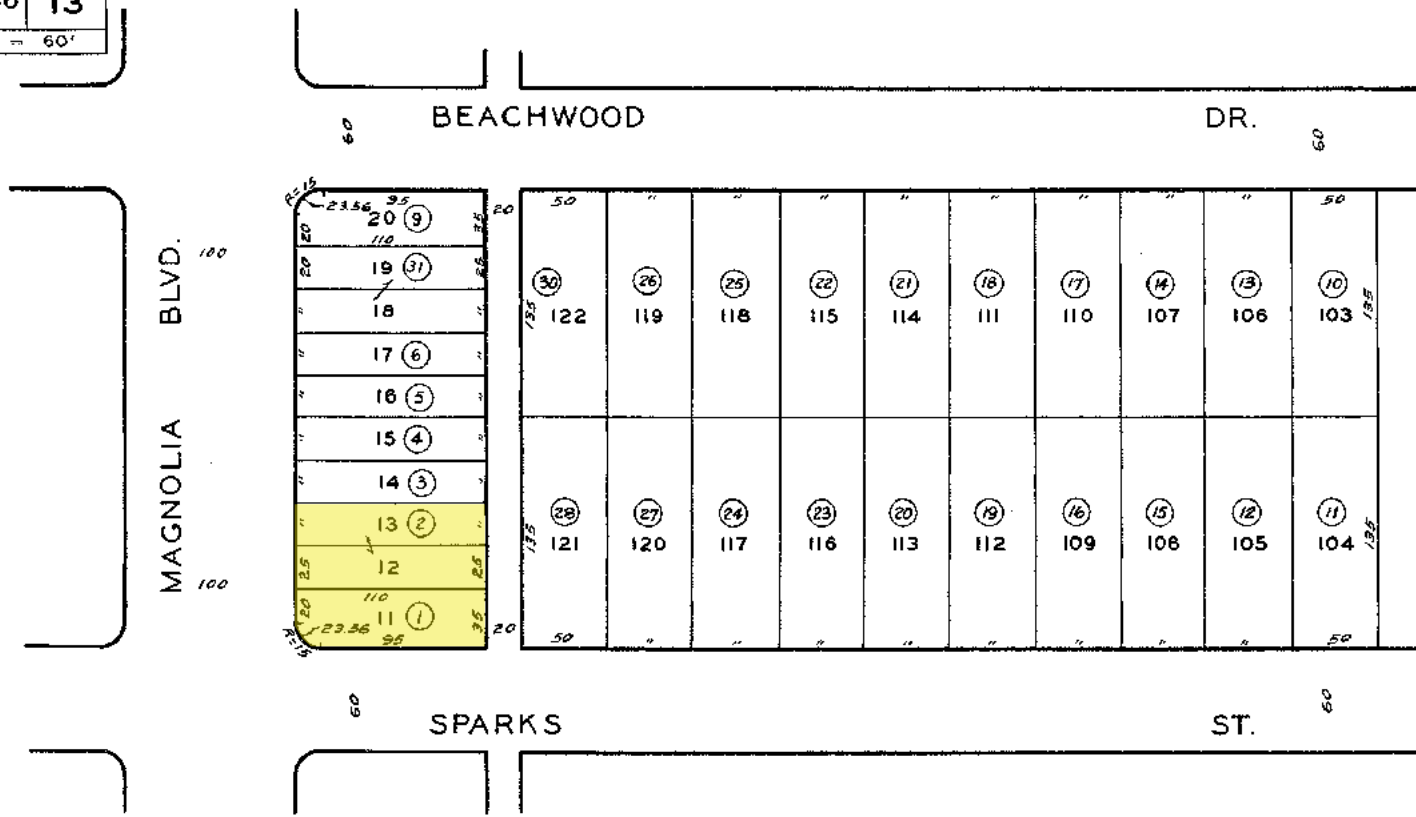 13
= 60'
BEACHWOOD DR.
60 60
R=15
23.56 95
20 9
20 110 35
20 50 " " " " " " " " 50
MAGNOLIA BLVD.
100
20 19 31 25
" 18 "
" 17 6 "
" 16 5 "
" 15 4 "
" 14 3 "
" 13 2 "
25 12 25
100
110
20 11 1 35
23.56 95
R=15
30 26 25 22 21 18 17 14 13 10
135 122 119 118 115 114 111 110 107 106 103 135
28 27 24 23 20 19 16 15 12 11
135 121 120 117 116 113 112 109 108 105 104 135
20 50 " " " " " " " " 50
60 60
SPARKS ST.